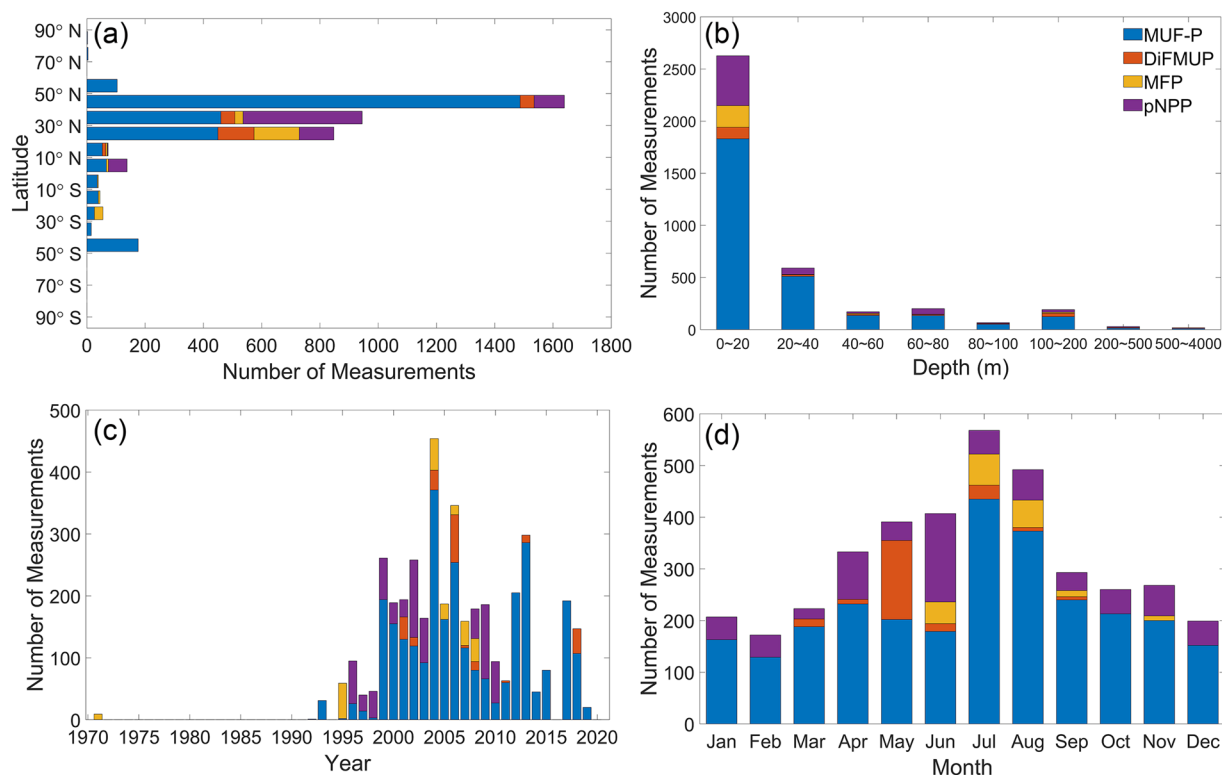 (a)
90° N
70° N
50° N
30° N
10° N
10° S
30° S
50° S
70° S
90° S
Latitude
0 200 400 600 800 1000 1200 1400 1600 1800
Number of Measurements
(b)
MUF-P
DiFMUP
MFP
pNPP
3000
2500
2000
1500
1000
500
0
Number of Measurements
0~20 20~40 40~60 60~80 80~100 100~200 200~500 500~4000
Depth (m)
(c)
500
400
300
200
100
0
Number of Measurements
1970 1975 1980 1985 1990 1995 2000 2005 2010 2015 2020
Year
(d)
600
500
400
300
200
100
0
Number of Measurements
Jan Feb Mar Apr May Jun Jul Aug Sep Oct Nov Dec
Month